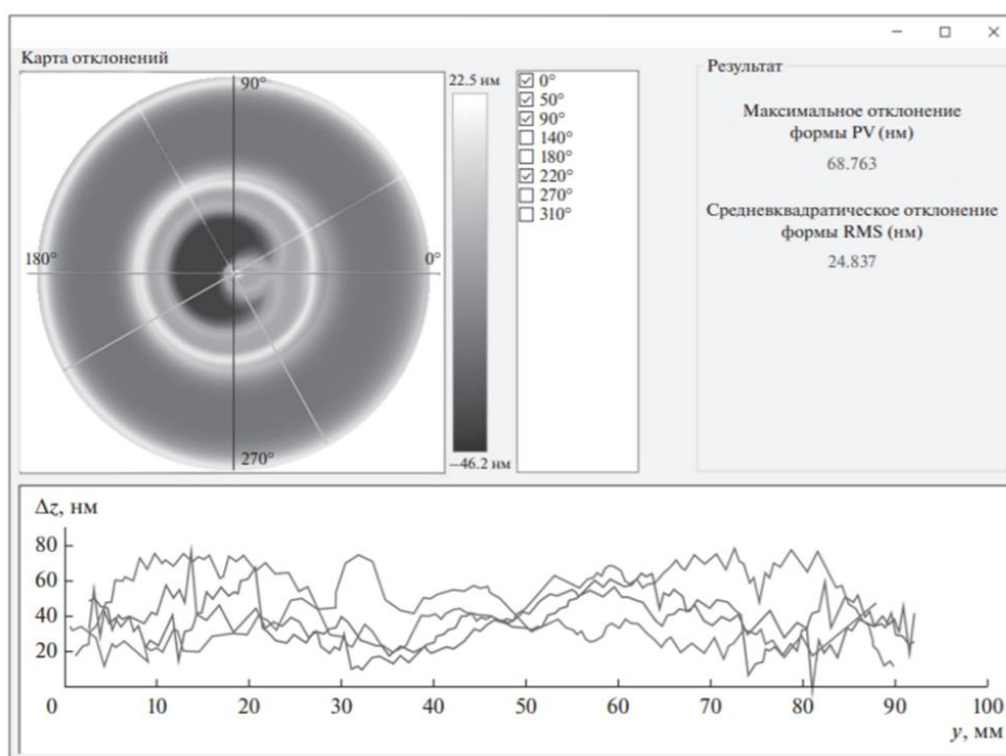 Карта отклонений
90°
180°
0°
270°
22.5 нм
−46.2 нм
0°
50°
90°
140°
180°
220°
270°
310°
Результат
Максимальное отклонение
формы PV (нм)
68.763
Средневквадратическое отклонение
формы RMS (нм)
24.837
Δz, нм
80
60
40
20
0 10 20 30 40 50 60 70 80 90 100
y, мм